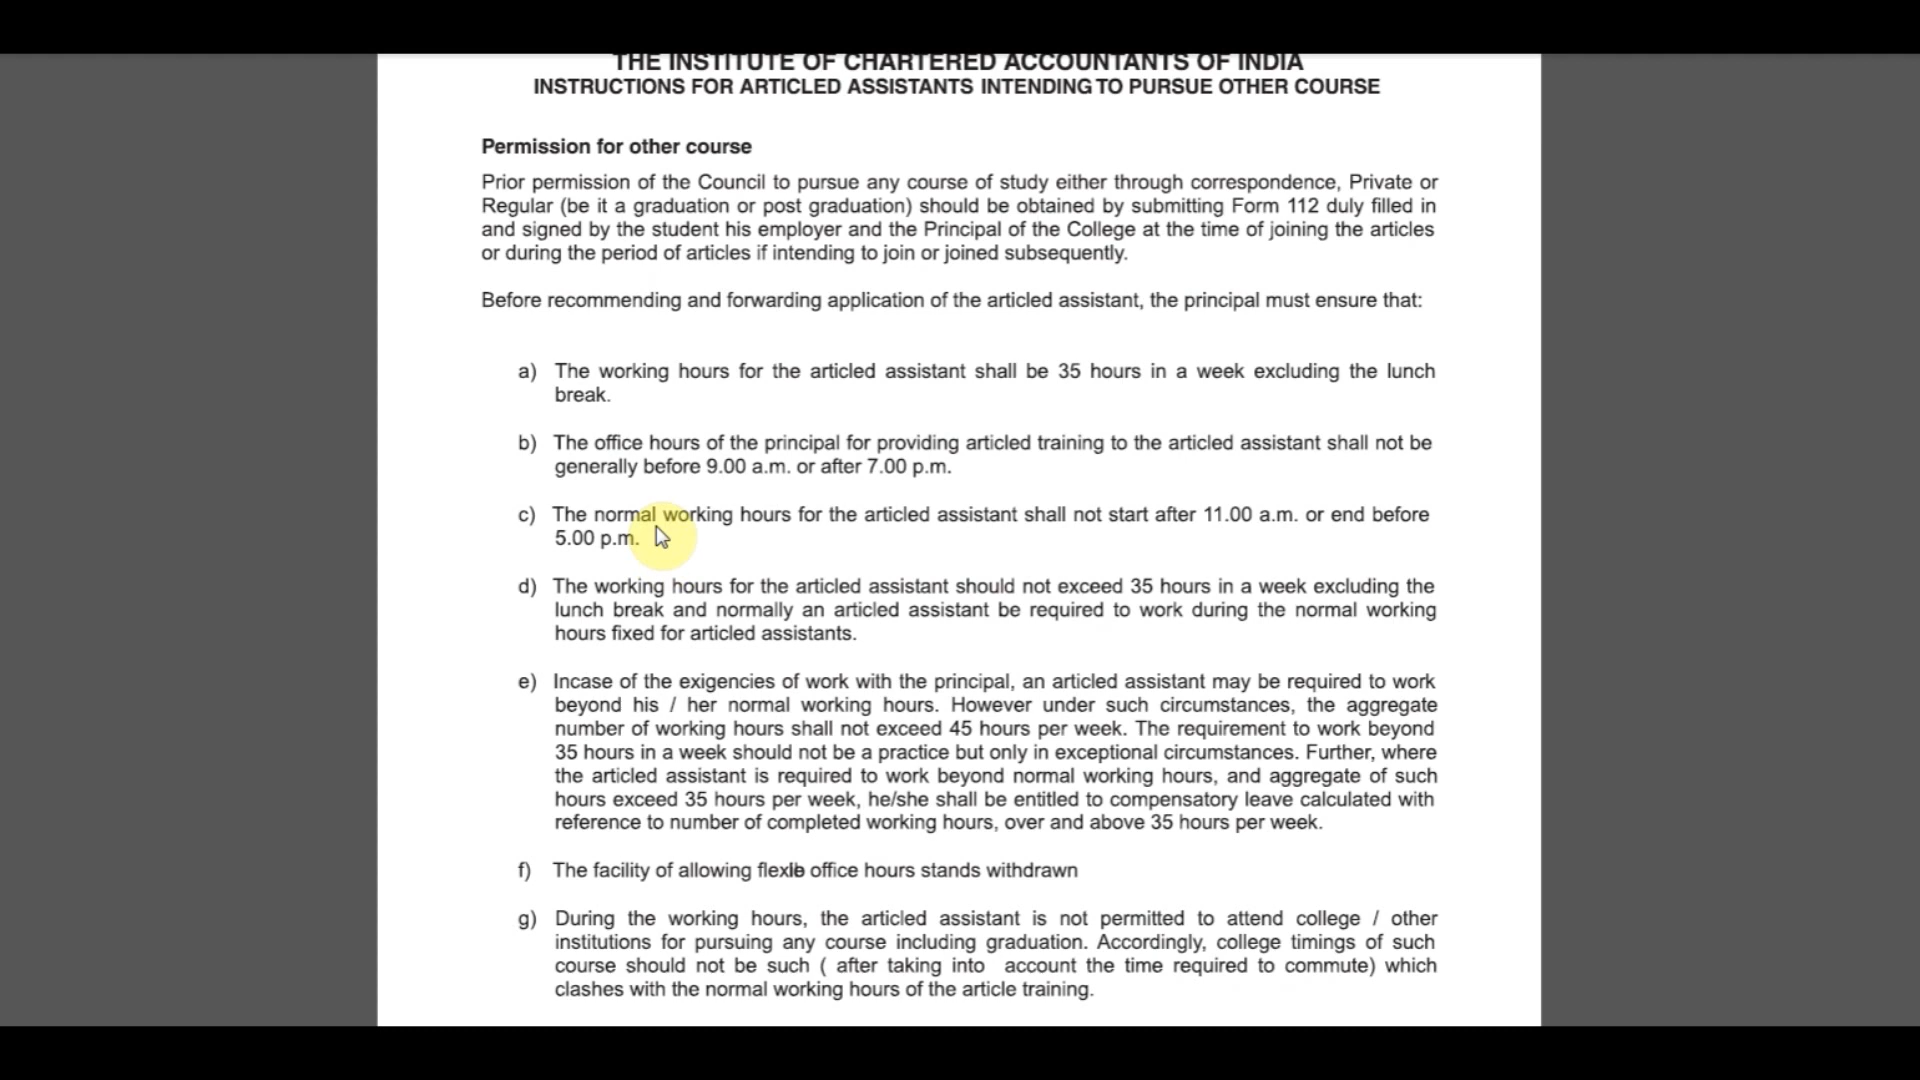 THE INSTITUTE OF CHARTERED ACCOUNTANTS OF INDIA
INSTRUCTIONS FOR ARTICLED ASSISTANTS INTENDING TO PURSUE OTHER COURSE
Permission for other course
Prior permission of the Council to pursue any course of study either through correspondence, Private or
Regular (be it a graduation or post graduation) should be obtained by submitting Form 112 duly filled in
and signed by the student his employer and the Principal of the College at the time of joining the articles
or during the period of articles if intending to join or joined subsequently.
Before recommending and forwarding application of the articled assistant, the principal must ensure that:
a) The working hours for the articled assistant shall be 35 hours in a week excluding the lunch
break.
b) The office hours of the principal for providing articled training to the articled assistant shall not be
generally before 9.00 a.m. or after 7.00 p.m.
c) The normal working hours for the articled assistant shall not start after 11.00 a.m. or end before
5.00 p.m.
d) The working hours for the articled assistant should not exceed 35 hours in a week excluding the
lunch break and normally an articled assistant be required to work during the normal working
hours fixed for articled assistants.
e) Incase of the exigencies of work with the principal, an articled assistant may be required to work
beyond his / her normal working hours. However under such circumstances, the aggregate
number of working hours shall not exceed 45 hours per week. The requirement to work beyond
35 hours in a week should not be a practice but only in exceptional circumstances. Further, where
the articled assistant is required to work beyond normal working hours, and aggregate of such
hours exceed 35 hours per week, he/she shall be entitled to compensatory leave calculated with
reference to number of completed working hours, over and above 35 hours per week.
f) The facility of allowing flexle office hours stands withdrawn
g) During the working hours, the articled assistant is not permitted to attend college / other
institutions for pursuing any course including graduation. Accordingly, college timings of such
course should not be such ( after taking into account the time required to commute) which
clashes with the normal working hours of the article training.